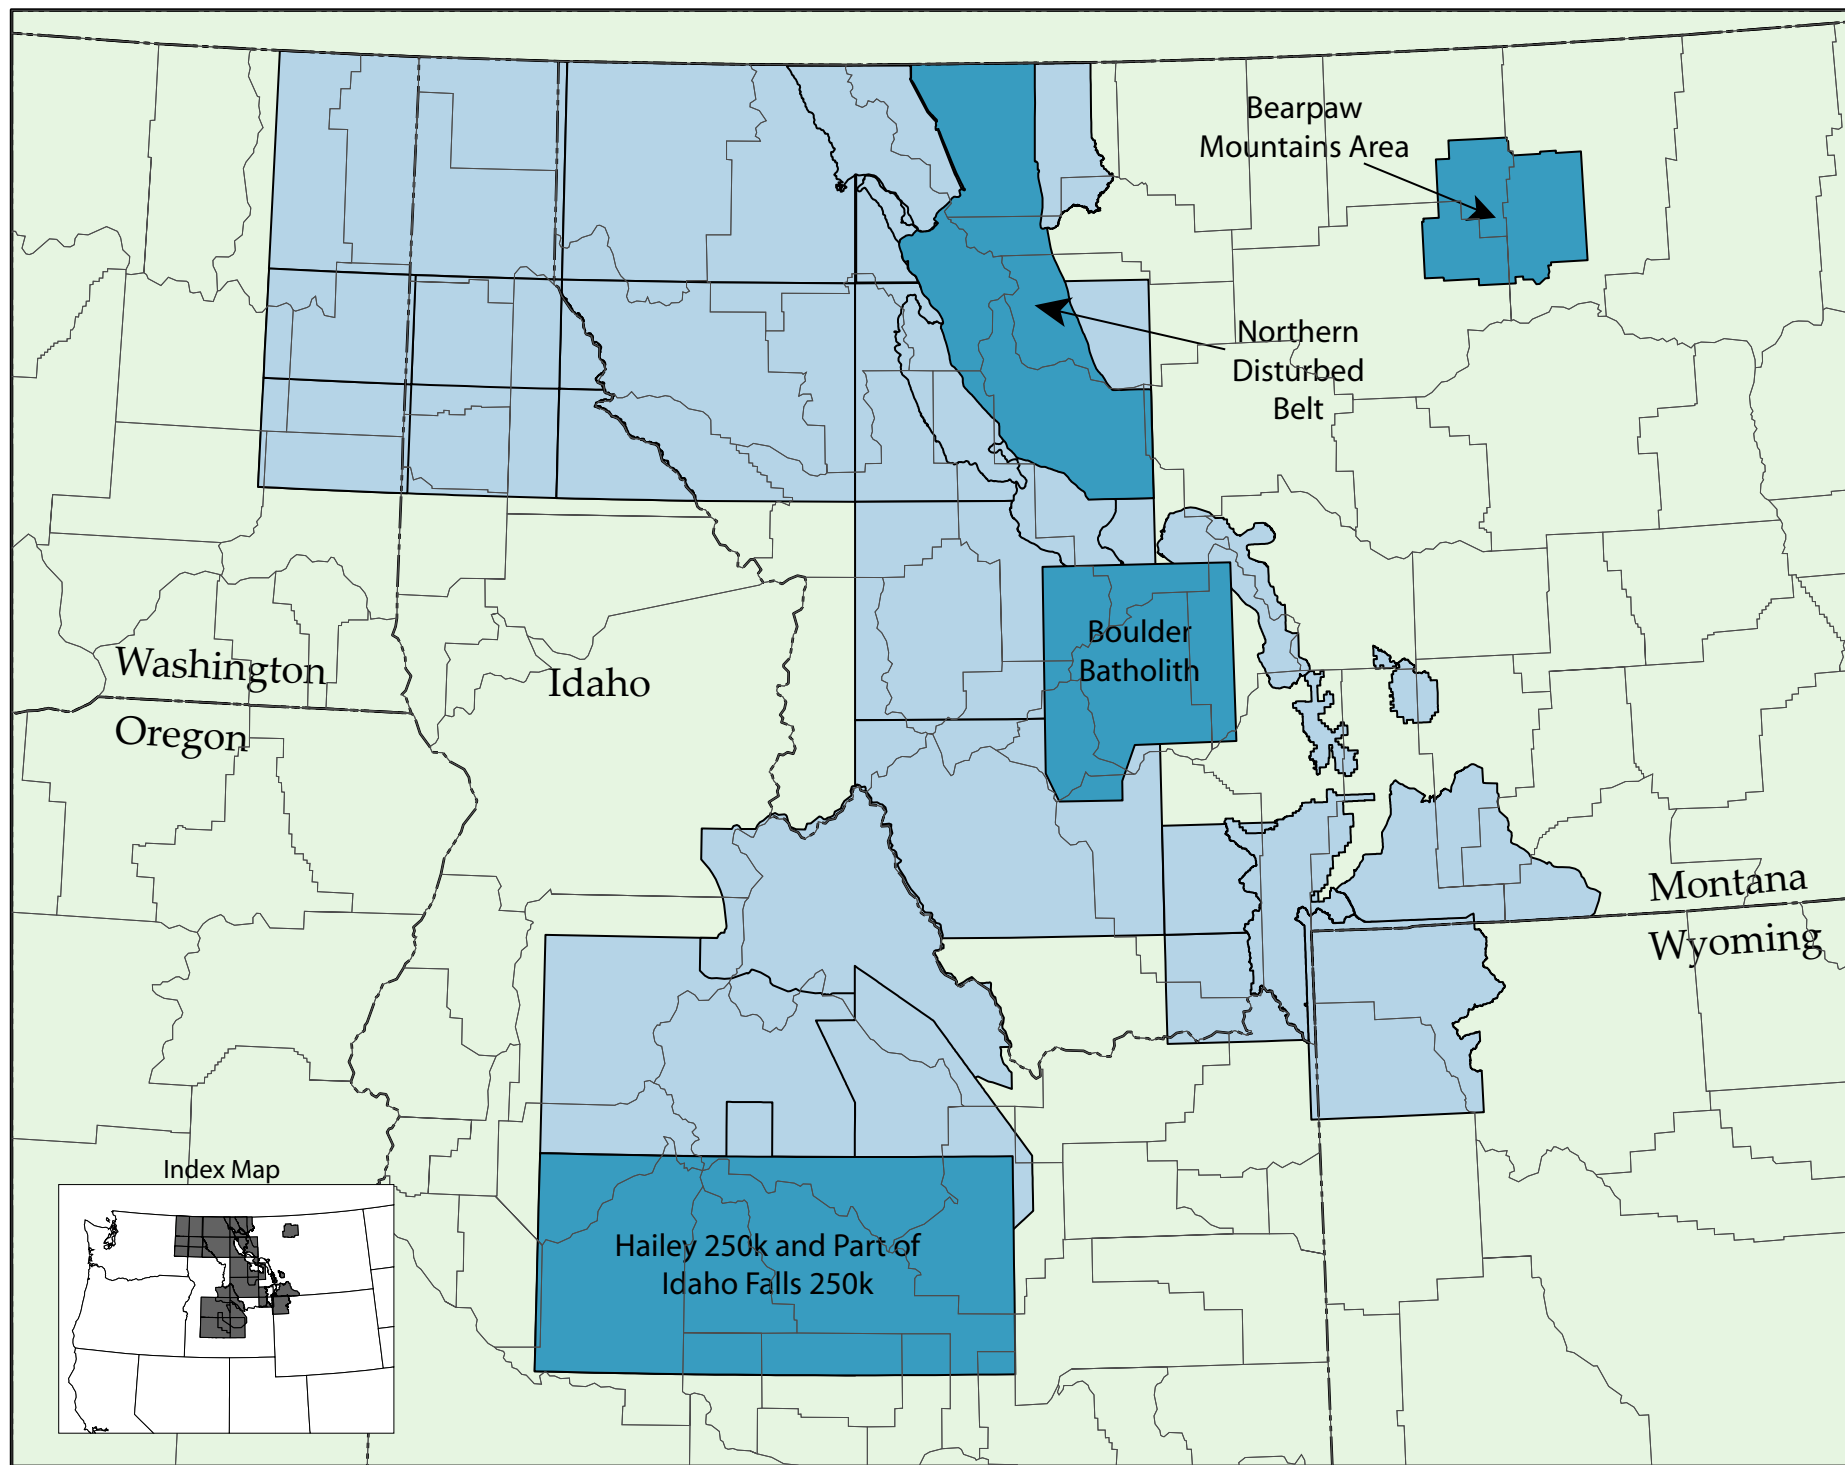 Bearpaw
Mountains Area
Northern
Disturbed
Belt
Boulder
Batholith
Washington
Idaho
Oregon
Montana
Wyoming
Index Map
Hailey 250k and Part of
Idaho Falls 250k